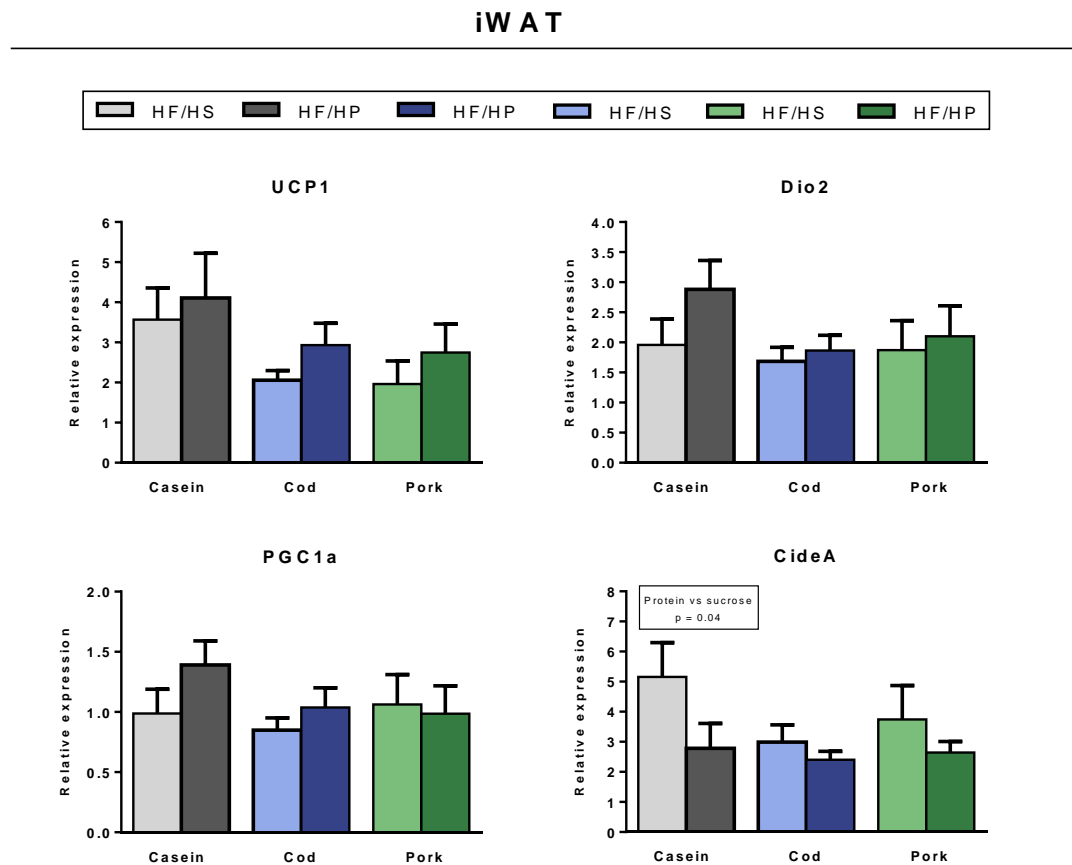 iWAT
HF/HS HF/HP HF/HP HF/HS HF/HS HF/HP
UCP1
Relative expression
6
5
4
3
2
1
0
Casein Cod Pork
Dio2
Relative expression
4.0
3.5
3.0
2.5
2.0
1.5
1.0
0.5
0.0
Casein Cod Pork
PGC1a
Relative expression
2.0
1.5
1.0
0.5
0.0
Casein Cod Pork
CideA
Relative expression
8
7
6
5
4
3
2
1
0
Protein vs sucrose
p = 0.04
Casein Cod Pork